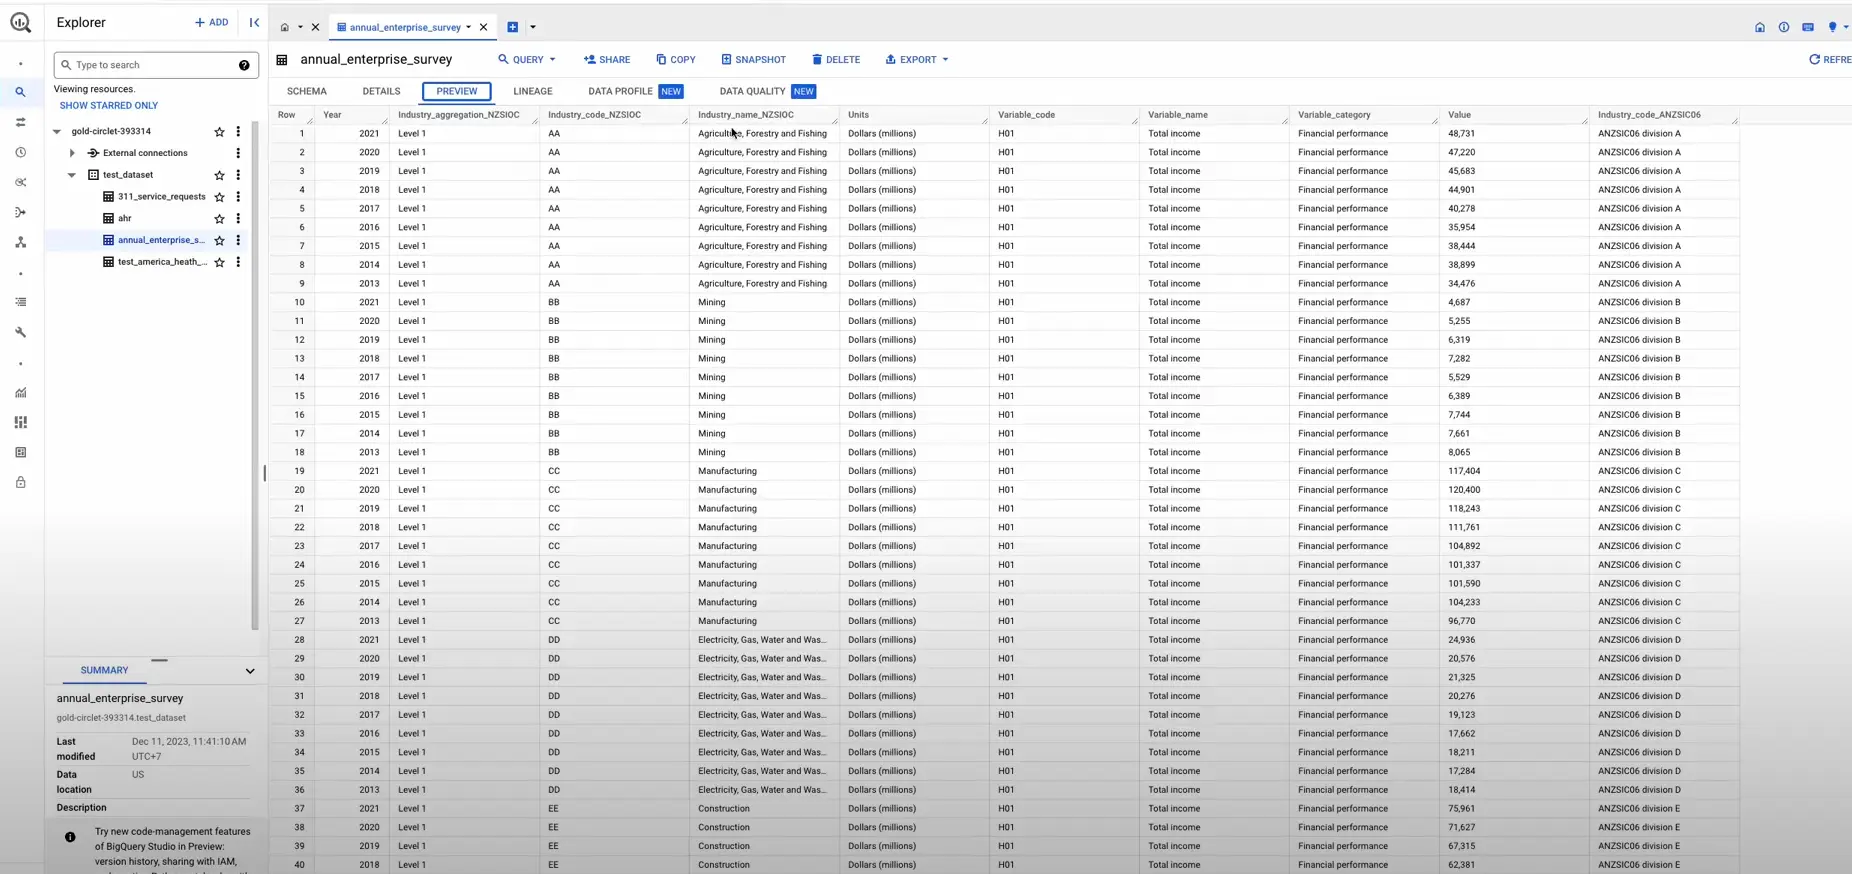 Explorer
+ ADD
annual_enterprise_survey
Type to search
Viewing resources.
SHOW STARRED ONLY
gold-circlet-393314
External connections
test_dataset
311_service_requests
ahr
annual_enterprise_s...
test_america_heath_...
SUMMARY
annual_enterprise_survey
gold-circlet-393314.test_dataset
Last modified Dec 11, 2023, 11:41:10 AM UTC+7
Data location US
Description
Try new code-management features
of BigQuery Studio in Preview:
version history, sharing with IAM,
annual_enterprise_survey QUERY SHARE COPY SNAPSHOT DELETE EXPORT REFRE
SCHEMA DETAILS PREVIEW LINEAGE DATA PROFILE NEW DATA QUALITY NEW
Row Year Industry_aggregation_NZSIOC Industry_code_NZSIOC Industry_name_NZSIOC Units Variable_code Variable_name Variable_category Value Industry_code_ANZSIC06
1 2021 Level 1 AA Agriculture, Forestry and Fishing Dollars (millions) H01 Total income Financial performance 48,731 ANZSIC06 division A
2 2020 Level 1 AA Agriculture, Forestry and Fishing Dollars (millions) H01 Total income Financial performance 47,220 ANZSIC06 division A
3 2019 Level 1 AA Agriculture, Forestry and Fishing Dollars (millions) H01 Total income Financial performance 45,683 ANZSIC06 division A
4 2018 Level 1 AA Agriculture, Forestry and Fishing Dollars (millions) H01 Total income Financial performance 44,901 ANZSIC06 division A
5 2017 Level 1 AA Agriculture, Forestry and Fishing Dollars (millions) H01 Total income Financial performance 40,278 ANZSIC06 division A
6 2016 Level 1 AA Agriculture, Forestry and Fishing Dollars (millions) H01 Total income Financial performance 35,954 ANZSIC06 division A
7 2015 Level 1 AA Agriculture, Forestry and Fishing Dollars (millions) H01 Total income Financial performance 38,444 ANZSIC06 division A
8 2014 Level 1 AA Agriculture, Forestry and Fishing Dollars (millions) H01 Total income Financial performance 38,899 ANZSIC06 division A
9 2013 Level 1 AA Agriculture, Forestry and Fishing Dollars (millions) H01 Total income Financial performance 34,476 ANZSIC06 division A
10 2021 Level 1 BB Mining Dollars (millions) H01 Total income Financial performance 4,687 ANZSIC06 division B
11 2020 Level 1 BB Mining Dollars (millions) H01 Total income Financial performance 5,255 ANZSIC06 division B
12 2019 Level 1 BB Mining Dollars (millions) H01 Total income Financial performance 6,319 ANZSIC06 division B
13 2018 Level 1 BB Mining Dollars (millions) H01 Total income Financial performance 7,282 ANZSIC06 division B
14 2017 Level 1 BB Mining Dollars (millions) H01 Total income Financial performance 5,529 ANZSIC06 division B
15 2016 Level 1 BB Mining Dollars (millions) H01 Total income Financial performance 6,389 ANZSIC06 division B
16 2015 Level 1 BB Mining Dollars (millions) H01 Total income Financial performance 7,744 ANZSIC06 division B
17 2014 Level 1 BB Mining Dollars (millions) H01 Total income Financial performance 7,661 ANZSIC06 division B
18 2013 Level 1 BB Mining Dollars (millions) H01 Total income Financial performance 8,065 ANZSIC06 division B
19 2021 Level 1 CC Manufacturing Dollars (millions) H01 Total income Financial performance 117,404 ANZSIC06 division C
20 2020 Level 1 CC Manufacturing Dollars (millions) H01 Total income Financial performance 120,400 ANZSIC06 division C
21 2019 Level 1 CC Manufacturing Dollars (millions) H01 Total income Financial performance 118,243 ANZSIC06 division C
22 2018 Level 1 CC Manufacturing Dollars (millions) H01 Total income Financial performance 111,761 ANZSIC06 division C
23 2017 Level 1 CC Manufacturing Dollars (millions) H01 Total income Financial performance 104,892 ANZSIC06 division C
24 2016 Level 1 CC Manufacturing Dollars (millions) H01 Total income Financial performance 101,337 ANZSIC06 division C
25 2015 Level 1 CC Manufacturing Dollars (millions) H01 Total income Financial performance 101,590 ANZSIC06 division C
26 2014 Level 1 CC Manufacturing Dollars (millions) H01 Total income Financial performance 104,233 ANZSIC06 division C
27 2013 Level 1 CC Manufacturing Dollars (millions) H01 Total income Financial performance 96,770 ANZSIC06 division C
28 2021 Level 1 DD Electricity, Gas, Water and Was... Dollars (millions) H01 Total income Financial performance 24,936 ANZSIC06 division D
29 2020 Level 1 DD Electricity, Gas, Water and Was... Dollars (millions) H01 Total income Financial performance 20,576 ANZSIC06 division D
30 2019 Level 1 DD Electricity, Gas, Water and Was... Dollars (millions) H01 Total income Financial performance 21,325 ANZSIC06 division D
31 2018 Level 1 DD Electricity, Gas, Water and Was... Dollars (millions) H01 Total income Financial performance 20,276 ANZSIC06 division D
32 2017 Level 1 DD Electricity, Gas, Water and Was... Dollars (millions) H01 Total income Financial performance 19,123 ANZSIC06 division D
33 2016 Level 1 DD Electricity, Gas, Water and Was... Dollars (millions) H01 Total income Financial performance 17,662 ANZSIC06 division D
34 2015 Level 1 DD Electricity, Gas, Water and Was... Dollars (millions) H01 Total income Financial performance 18,211 ANZSIC06 division D
35 2014 Level 1 DD Electricity, Gas, Water and Was... Dollars (millions) H01 Total income Financial performance 17,284 ANZSIC06 division D
36 2013 Level 1 DD Electricity, Gas, Water and Was... Dollars (millions) H01 Total income Financial performance 18,414 ANZSIC06 division D
37 2021 Level 1 EE Construction Dollars (millions) H01 Total income Financial performance 75,961 ANZSIC06 division E
38 2020 Level 1 EE Construction Dollars (millions) H01 Total income Financial performance 71,627 ANZSIC06 division E
39 2019 Level 1 EE Construction Dollars (millions) H01 Total income Financial performance 67,315 ANZSIC06 division E
40 2018 Level 1 EE Construction Dollars (millions) H01 Total income Financial performance 62,381 ANZSIC06 division E